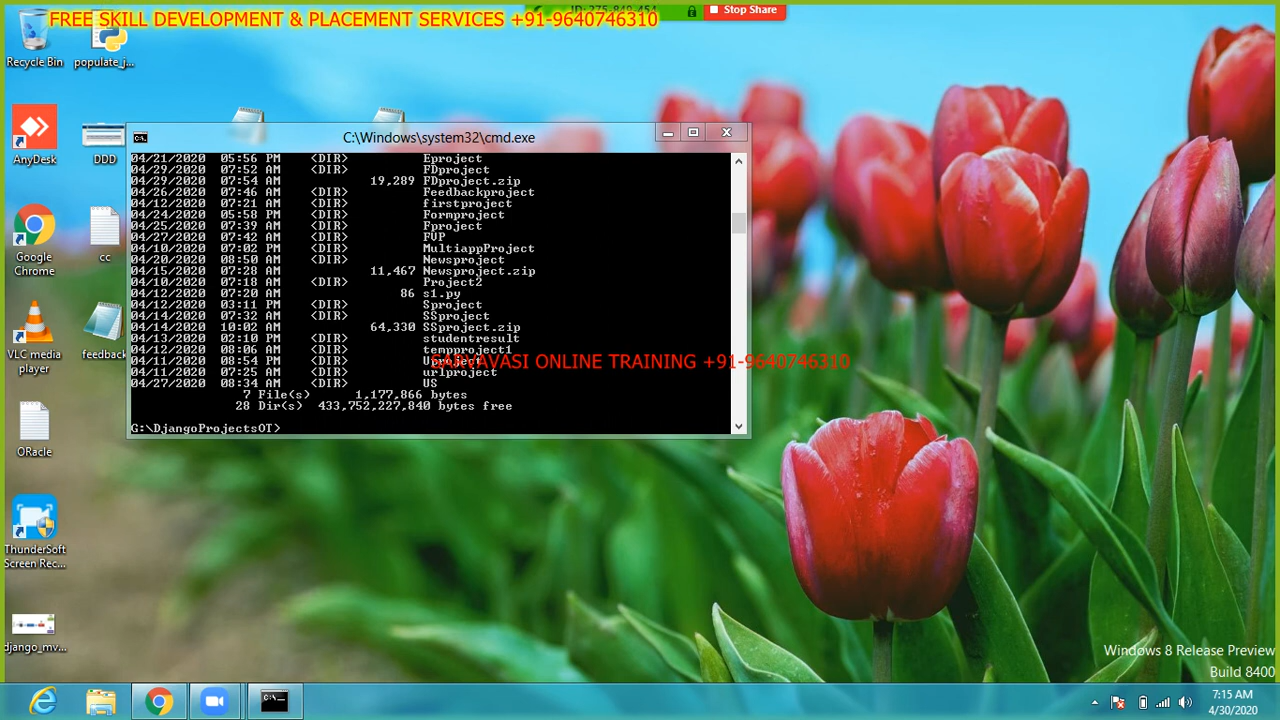 FREE SKILL DEVELOPMENT & PLACEMENT SERVICES +91-9640746310
Stop Share
Recycle Bin
populate_j...
AnyDesk
DDD
Google Chrome
cc
VLC media player
feedback
ORacle
ThunderSoft Screen Rec...
django_mv...
C:\Windows\system32\cmd.exe
04/21/2020 05:56 PM <DIR> Eproject
04/29/2020 07:52 AM <DIR> FDproject
04/29/2020 07:54 AM 19,289 FDproject.zip
04/26/2020 07:46 AM <DIR> Feedbackproject
04/12/2020 07:21 AM <DIR> firstproject
04/24/2020 05:58 PM <DIR> Formproject
04/25/2020 07:39 AM <DIR> Fproject
04/27/2020 07:42 AM <DIR> FUP
04/10/2020 07:02 PM <DIR> MultiappProject
04/20/2020 08:50 AM <DIR> Newsproject
04/15/2020 07:28 AM 11,467 Newsproject.zip
04/10/2020 07:18 AM <DIR> Project2
04/12/2020 07:20 AM 86 s1.py
04/12/2020 03:11 PM <DIR> Sproject
04/14/2020 07:32 AM <DIR> SSproject
04/14/2020 10:02 AM 64,330 SSproject.zip
04/13/2020 02:10 PM <DIR> studentresult
04/12/2020 08:06 AM <DIR> tempproject1
04/11/2020 08:54 PM <DIR> Uproject
SARVAVASI ONLINE TRAINING +91-9640746310
04/11/2020 07:25 AM <DIR> urlproject
04/27/2020 08:34 AM <DIR> US
7 File(s) 1,177,866 bytes
28 Dir(s) 433,752,227,840 bytes free
G:\DjangoProjectsOT>
Windows 8 Release Preview
Build 8400
7:15 AM
4/30/2020